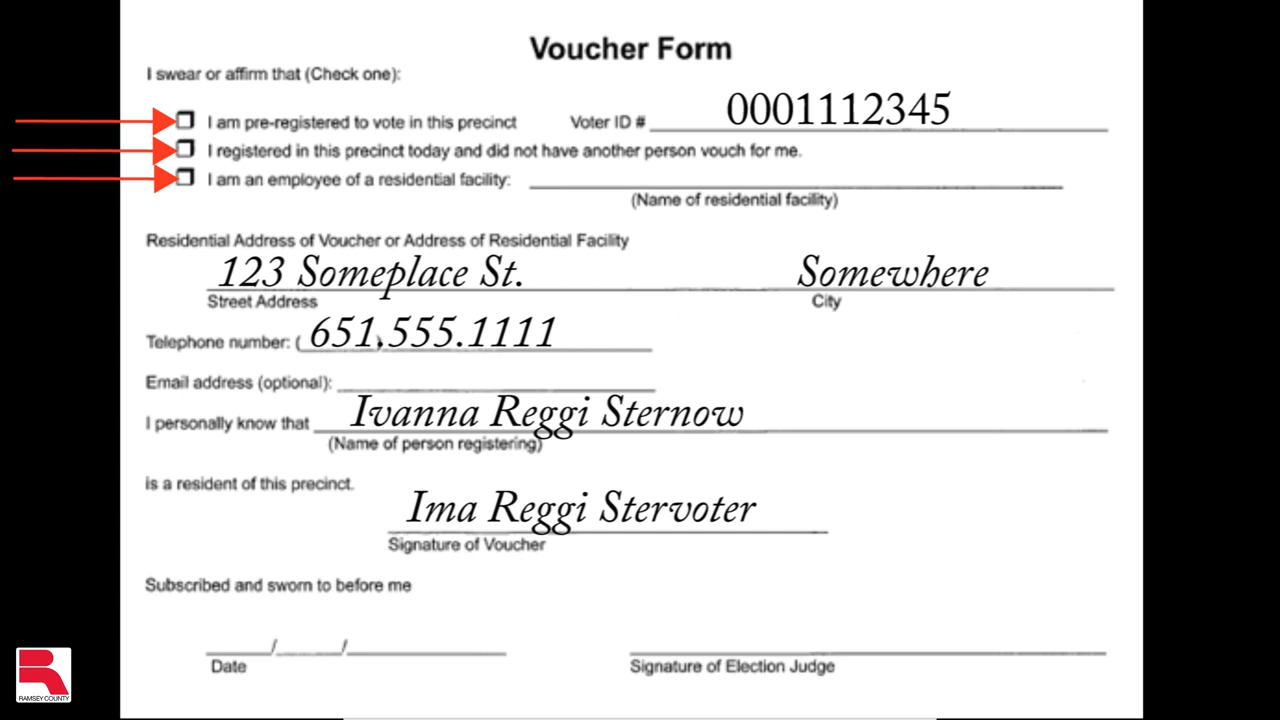 Voucher Form
I swear or affirm that (Check one):
I am pre-registered to vote in this precinct Voter ID # 0001112345
I registered in this precinct today and did not have another person vouch for me.
I am an employee of a residential facility:
(Name of residential facility)
Residential Address of Voucher or Address of Residential Facility
123 Someplace St. Somewhere
Street Address City
Telephone number: ( 651.555.1111
Email address (optional):
I personally know that Ivanna Reggi Sternow
(Name of person registering)
is a resident of this precinct.
Ima Reggi Stervoter
Signature of Voucher
Subscribed and sworn to before me
/ /
Date Signature of Election Judge
RAMSEY COUNTY